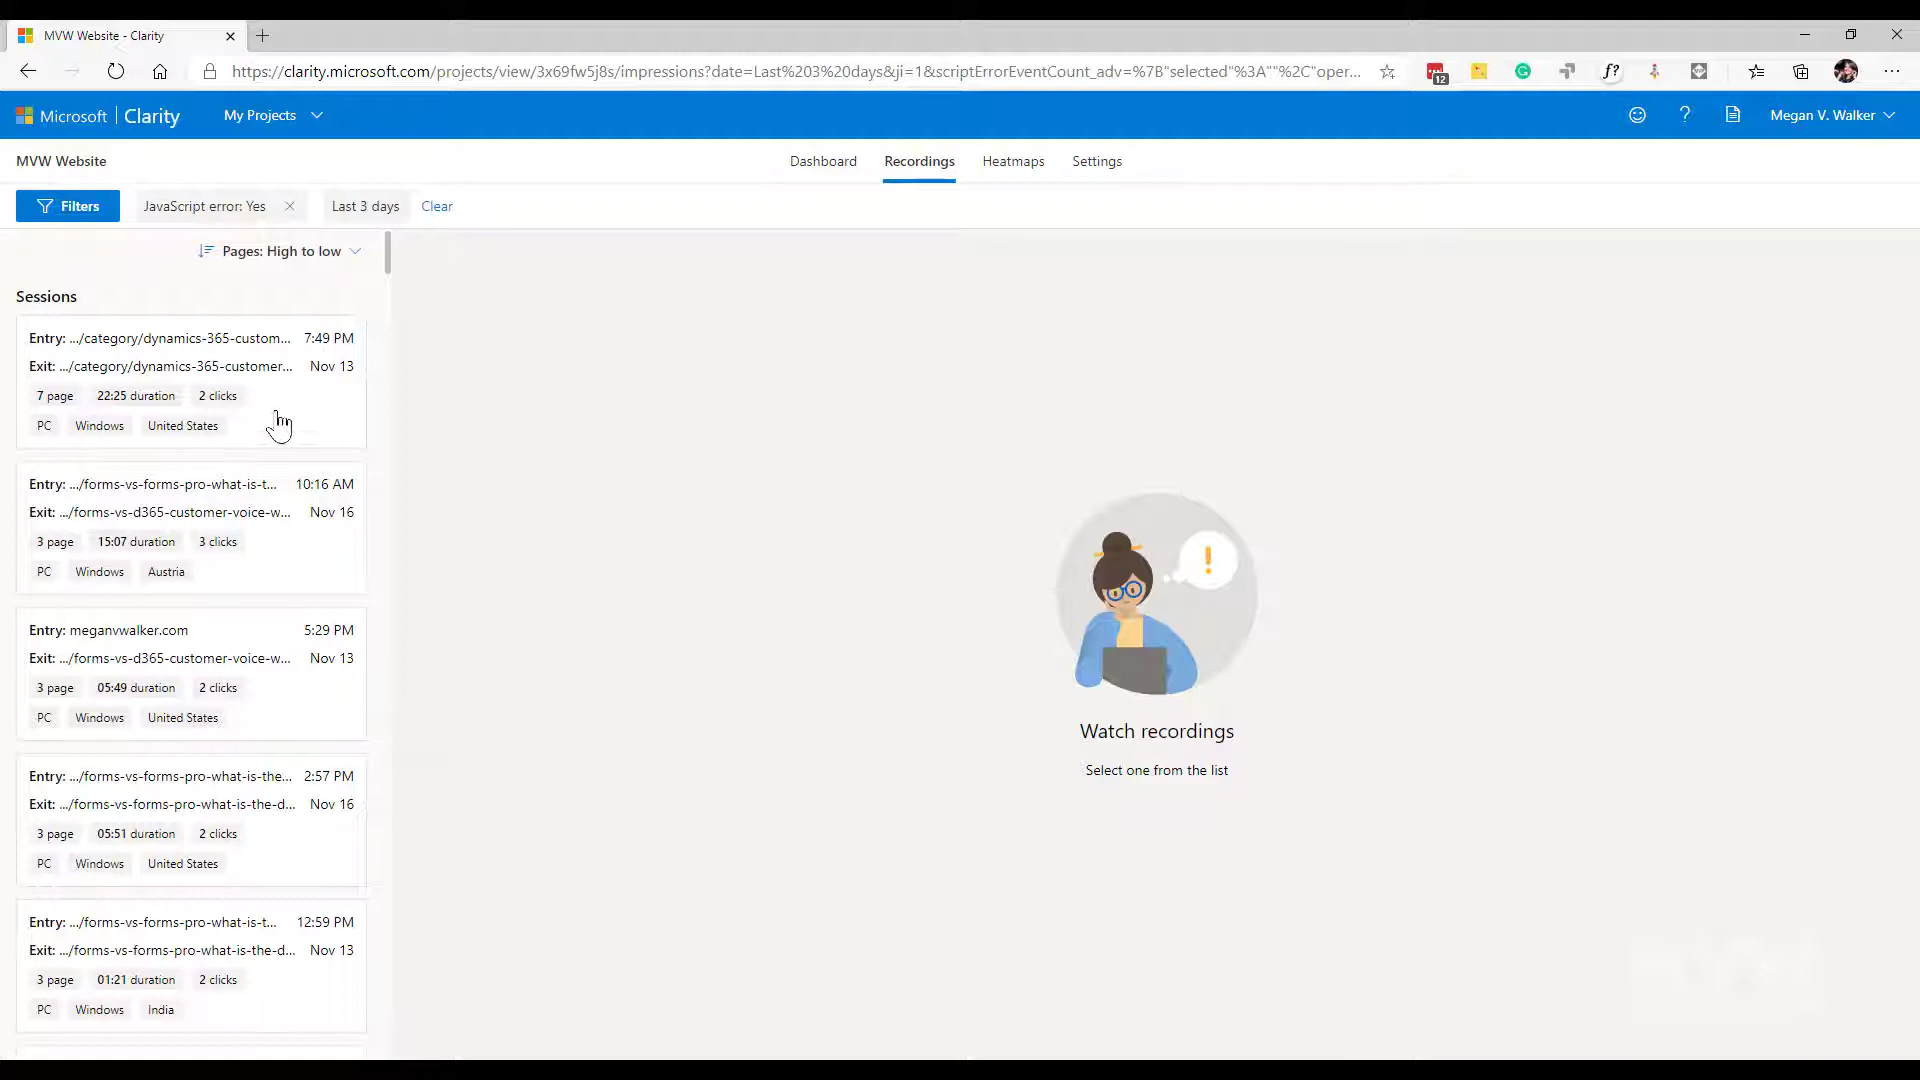 MVW Website - Clarity
https://clarity.microsoft.com/projects/view/3x69fw5j8s/impressions?date=Last%203%20days&ji=1&scriptErrorEventCount_adv=%7B"selected"%3A""%2C"oper...
12
f?
Microsoft | Clarity
My Projects
?
Megan V. Walker
MVW Website
Dashboard
Recordings
Heatmaps
Settings
Filters
JavaScript error: Yes
Last 3 days
Clear
Pages: High to low
Sessions
Entry: .../category/dynamics-365-custom... 7:49 PM
Exit: .../category/dynamics-365-customer... Nov 13
7 page 22:25 duration 2 clicks
PC Windows United States
Entry: .../forms-vs-forms-pro-what-is-t... 10:16 AM
Exit: .../forms-vs-d365-customer-voice-w... Nov 16
3 page 15:07 duration 3 clicks
PC Windows Austria
Entry: meganvwalker.com 5:29 PM
Exit: .../forms-vs-d365-customer-voice-w... Nov 13
3 page 05:49 duration 2 clicks
PC Windows United States
Entry: .../forms-vs-forms-pro-what-is-the... 2:57 PM
Exit: .../forms-vs-forms-pro-what-is-the-d... Nov 16
3 page 05:51 duration 2 clicks
PC Windows United States
Entry: .../forms-vs-forms-pro-what-is-t... 12:59 PM
Exit: .../forms-vs-forms-pro-what-is-the-d... Nov 13
3 page 01:21 duration 2 clicks
PC Windows India
!
Watch recordings
Select one from the list